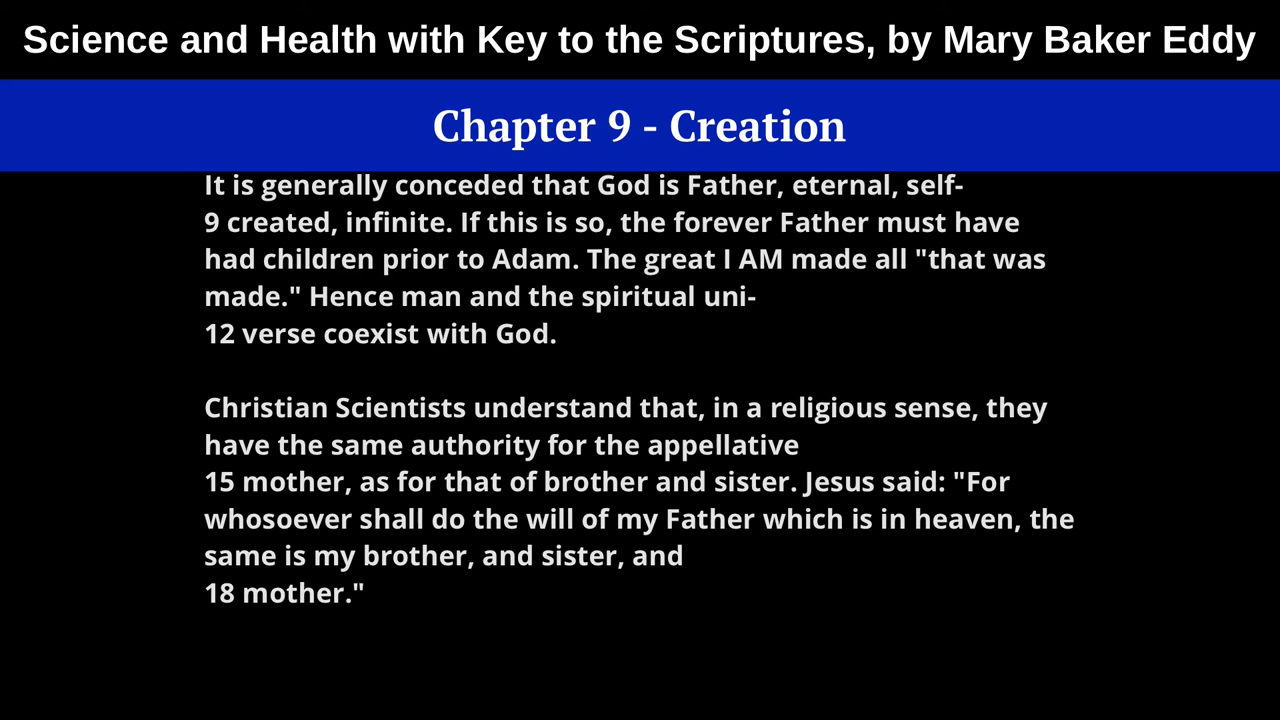 Science and Health with Key to the Scriptures, by Mary Baker Eddy
Chapter 9 - Creation
It is generally conceded that God is Father, eternal, self-
9 created, infinite. If this is so, the forever Father must have
had children prior to Adam. The great I AM made all "that was
made." Hence man and the spiritual uni-
12 verse coexist with God.
Christian Scientists understand that, in a religious sense, they
have the same authority for the appellative
15 mother, as for that of brother and sister. Jesus said: "For
whosoever shall do the will of my Father which is in heaven, the
same is my brother, and sister, and
18 mother."